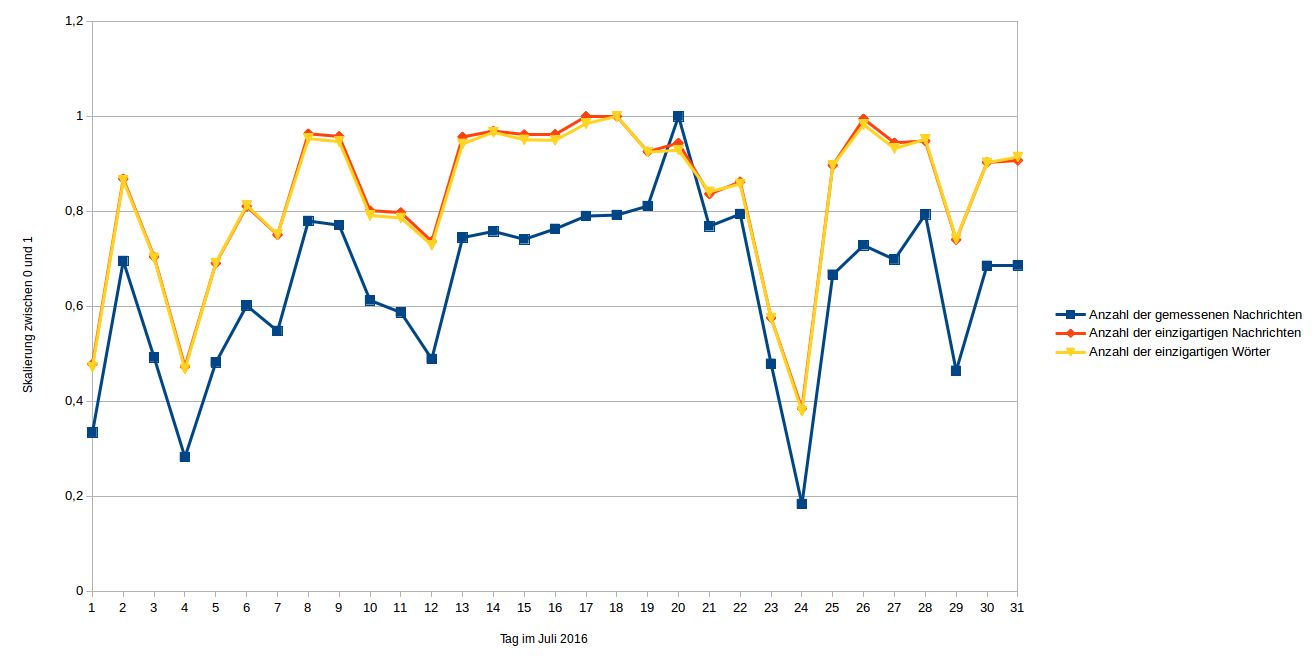 1,2
1
0,8
0,6
0,4
0,2
0
Skalierung zwischen 0 und 1
1 2 3 4 5 6 7 8 9 10 11 12 13 14 15 16 17 18 19 20 21 22 23 24 25 26 27 28 29 30 31
Tag im Juli 2016
Anzahl der gemessenen Nachrichten
Anzahl der einzigartigen Nachrichten
Anzahl der einzigartigen Wörter